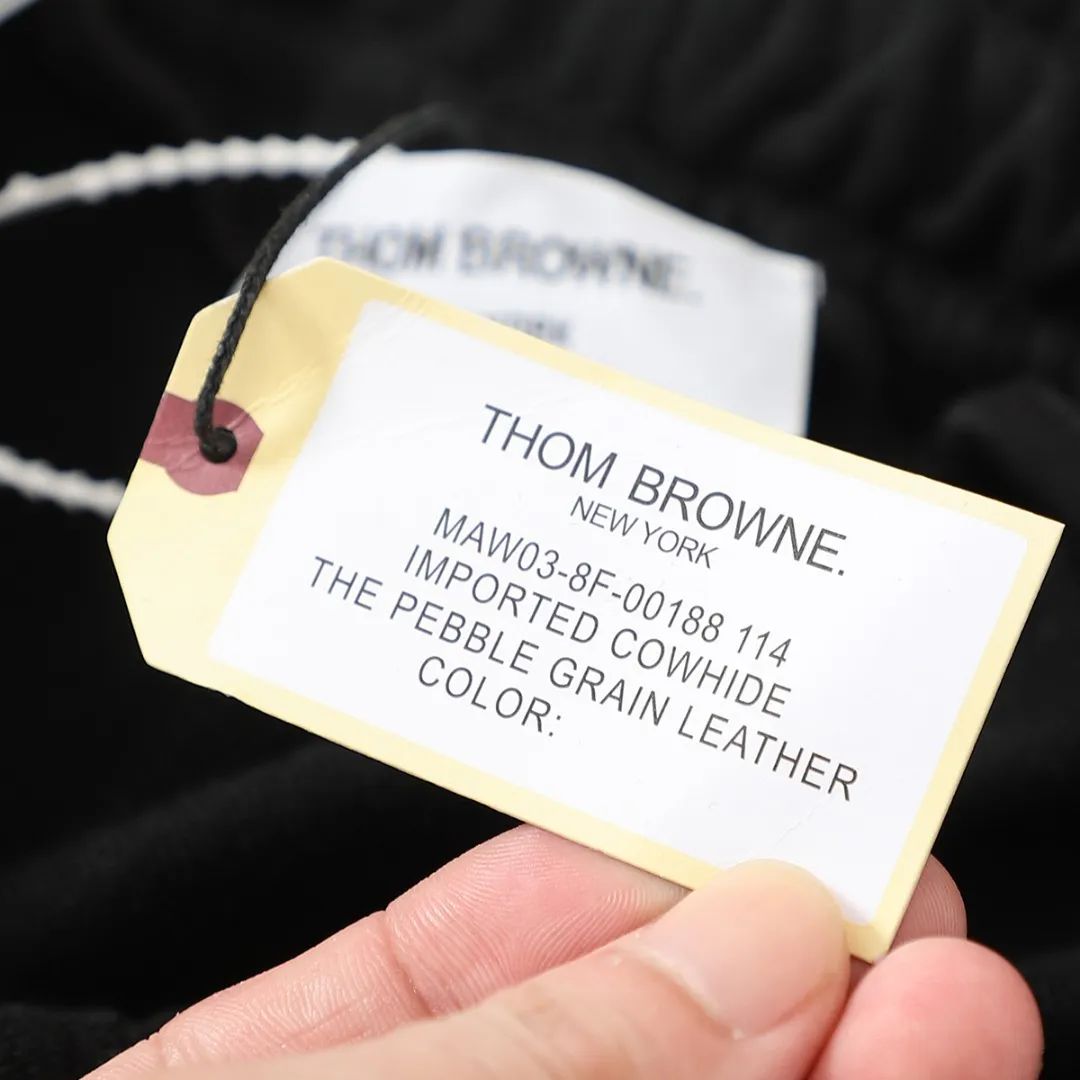 THOM BROWNE.
THOM BROWNE.
NEW YORK
MAW03-8F-00188 114
IMPORTED COWHIDE
THE PEBBLE GRAIN LEATHER
COLOR: